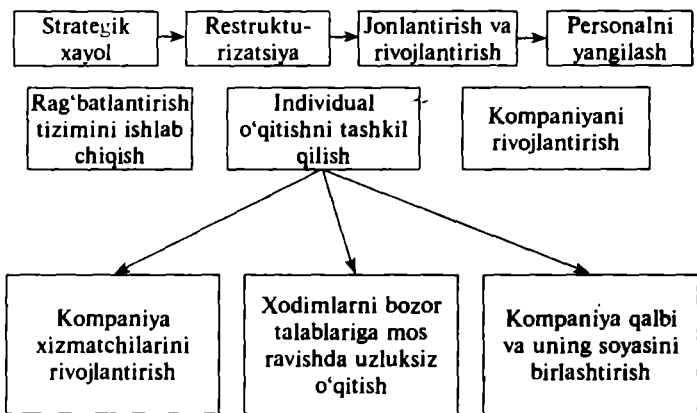 Strategik
xayol
Restruktu-
rizatsiya
Jonlantirish va
rivojlantirish
Personalni
yangilash
Rag‘batlantirish
tizimini ishlab
chiqish
Individual
o‘qitishni tashkil
qilish
Kompaniyani
rivojlantirish
Kompaniya
xizmatchilarini
rivojlantirish
Xodimlarni bozor
talablariga mos
ravishda uzluksiz
o‘qitish
Kompaniya qalbi
va uning soyasini
birlashtirish